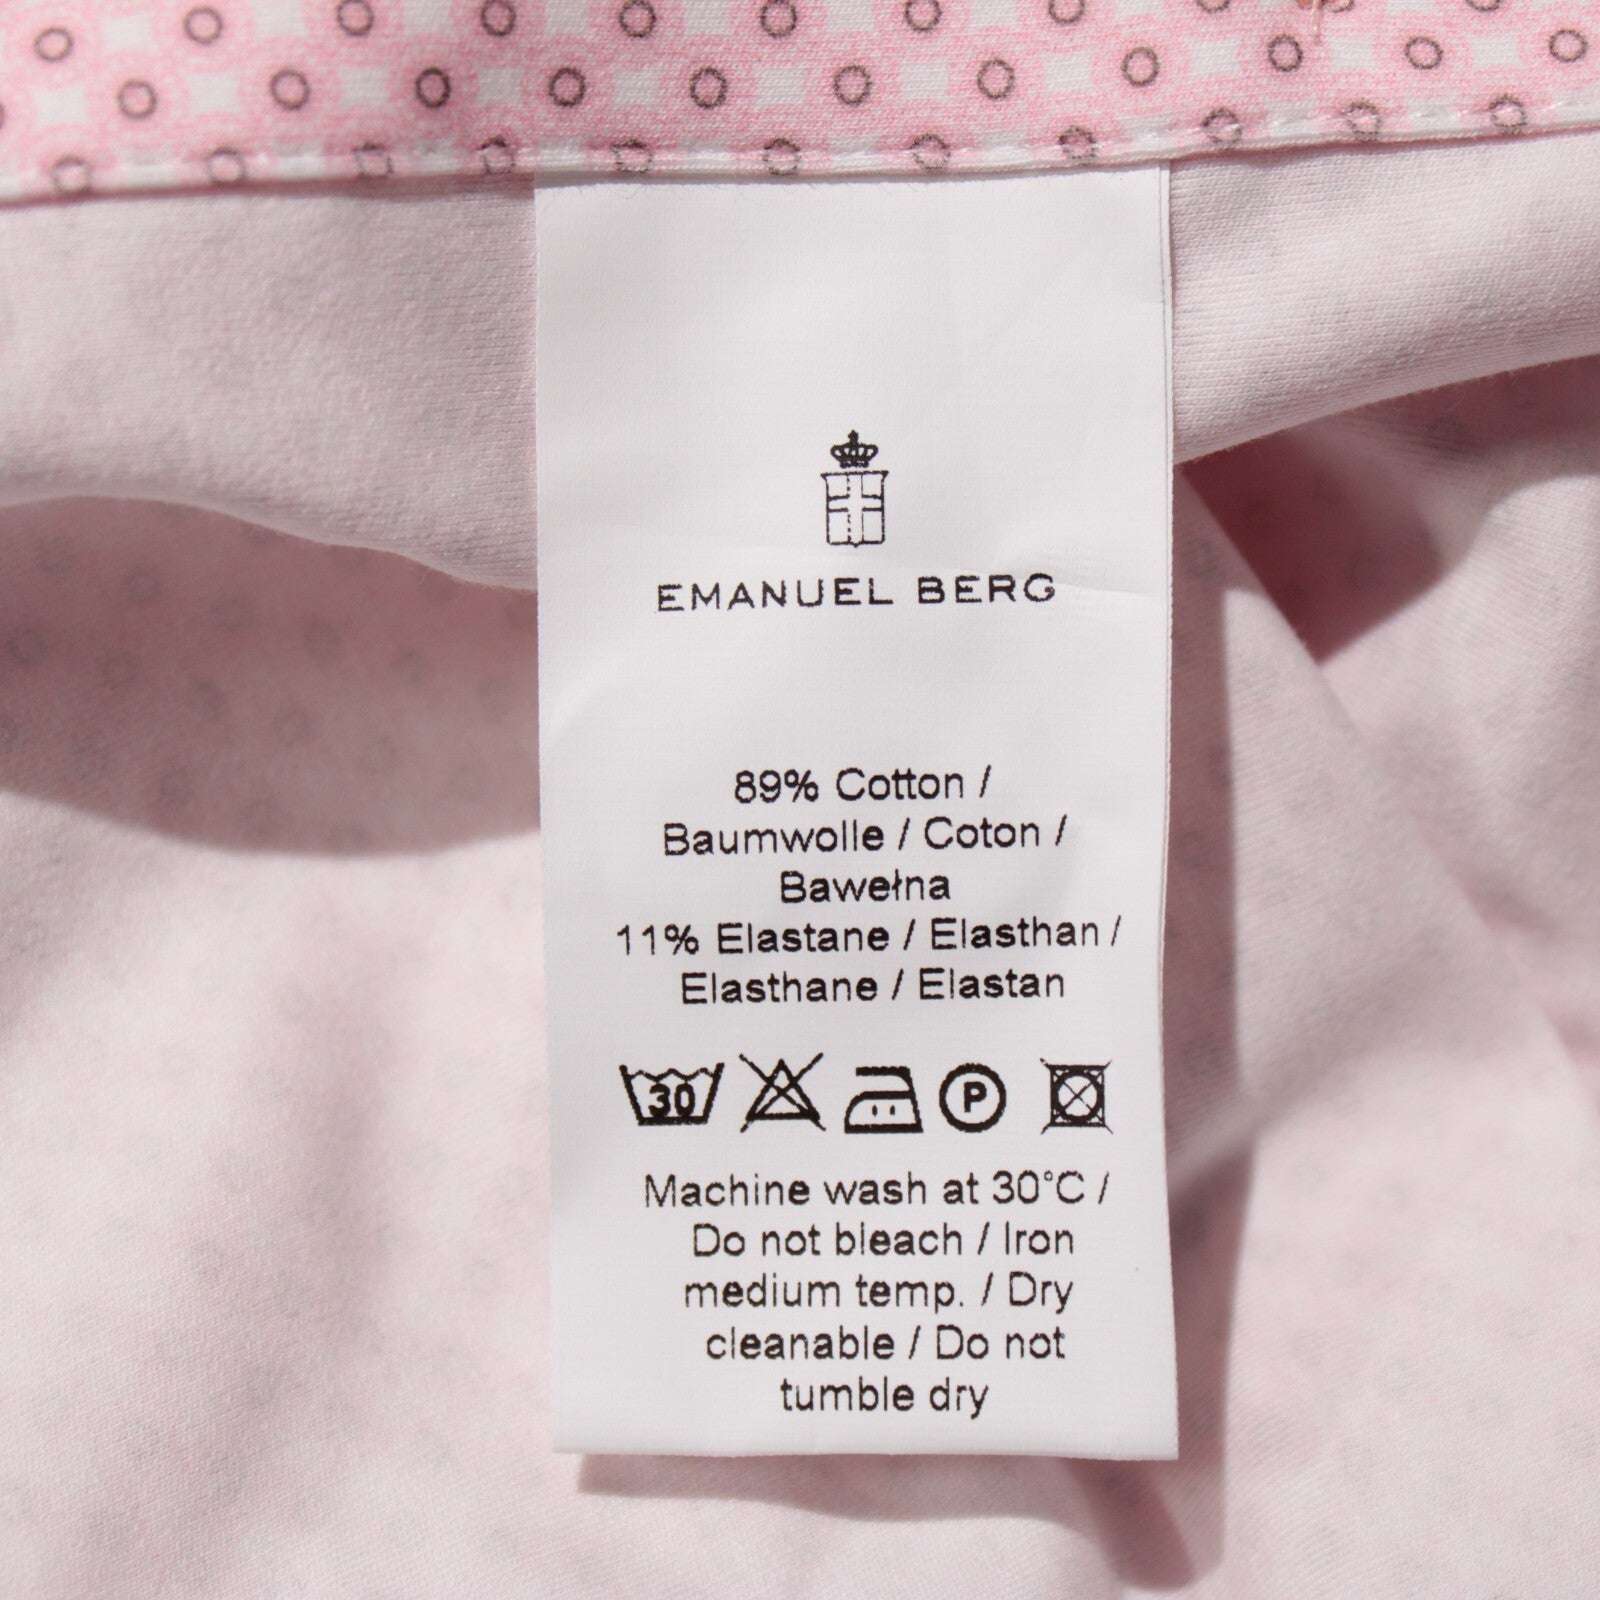 EMANUEL BERG
89% Cotton /
Baumwolle / Coton /
Bawełna
11% Elastane / Elasthan /
Elasthane / Elastan
30 P
Machine wash at 30°C /
Do not bleach / Iron
medium temp. / Dry
cleanable / Do not
tumble dry